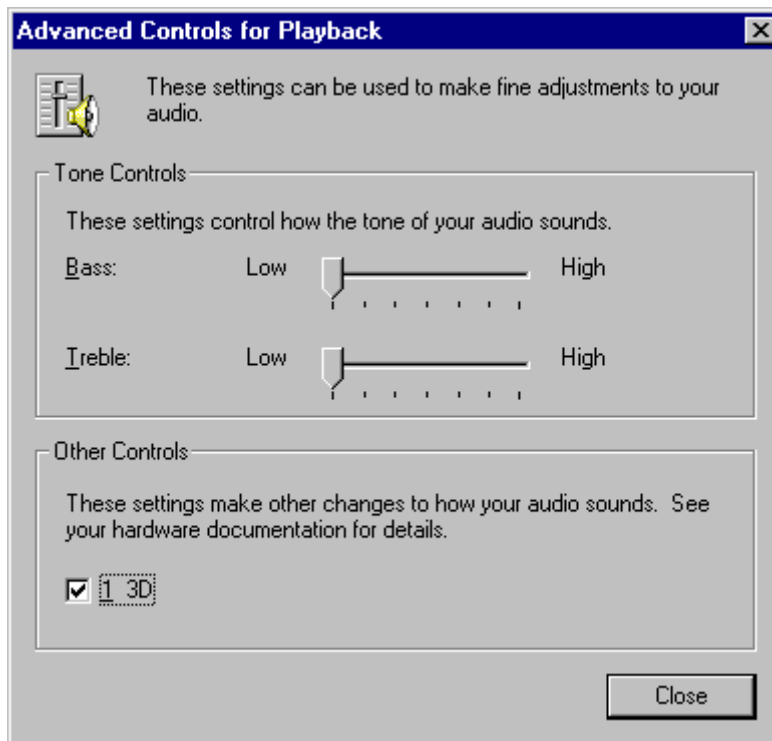 Advanced Controls for Playback
These settings can be used to make fine adjustments to your
audio.
Tone Controls
These settings control how the tone of your audio sounds.
Bass: Low High
Treble: Low High
Other Controls
These settings make other changes to how your audio sounds.  See
your hardware documentation for details.
1 3D
Close